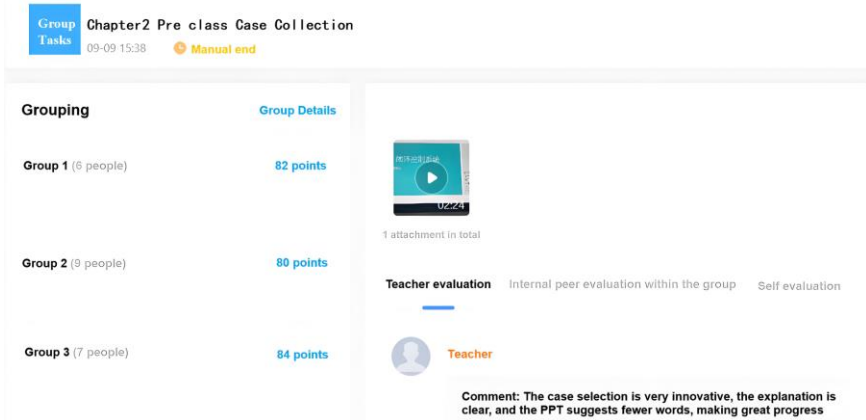 Group
Tasks
Chapter2 Pre class Case Collection
09-09 15:38 Manual end
Grouping
Group Details
Group 1 (6 people)
82 points
Group 2 (9 people)
80 points
Group 3 (7 people)
84 points
02:24
1 attachment in total
Teacher evaluation
Internal peer evaluation within the group
Self evaluation
Teacher
Comment: The case selection is very innovative, the explanation is
clear, and the PPT suggests fewer words, making great progress